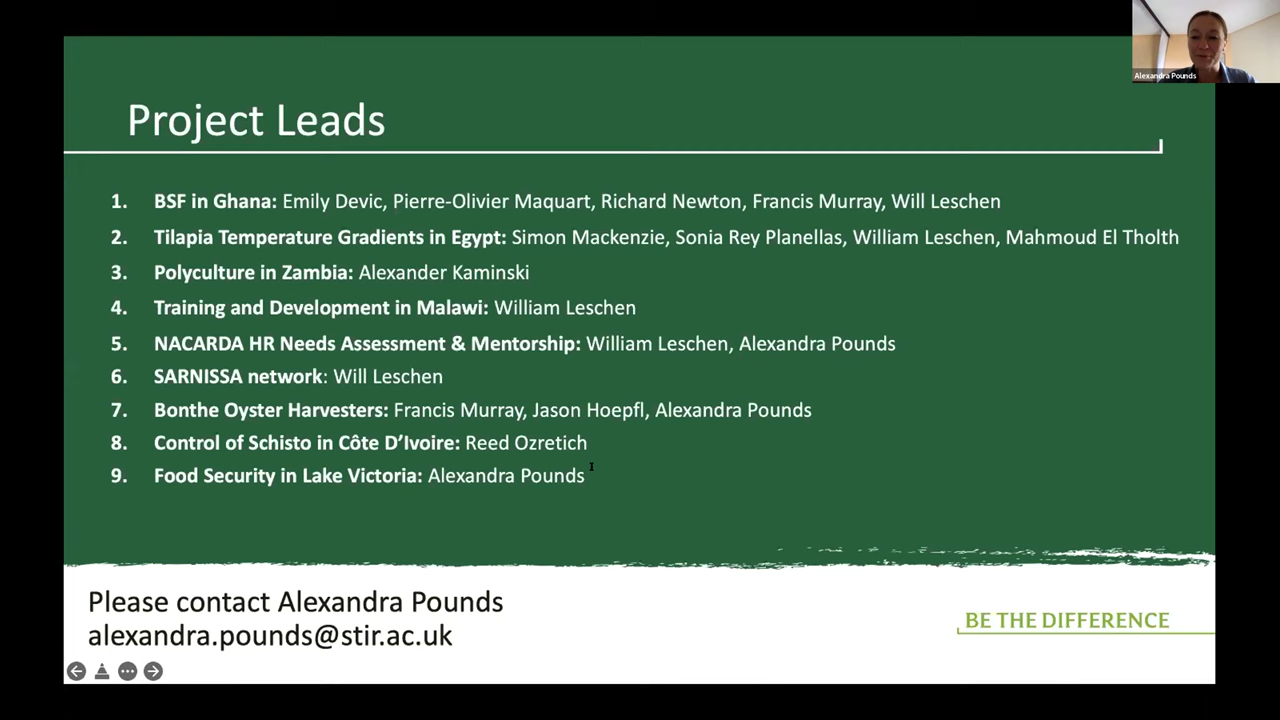 Alexandra Pounds
Project Leads
1. BSF in Ghana: Emily Devic, Pierre-Olivier Maquart, Richard Newton, Francis Murray, Will Leschen
2. Tilapia Temperature Gradients in Egypt: Simon Mackenzie, Sonia Rey Planellas, William Leschen, Mahmoud El Tholth
3. Polyculture in Zambia: Alexander Kaminski
4. Training and Development in Malawi: William Leschen
5. NACARDA HR Needs Assessment & Mentorship: William Leschen, Alexandra Pounds
6. SARNISSA network: Will Leschen
7. Bonthe Oyster Harvesters: Francis Murray, Jason Hoepfl, Alexandra Pounds
8. Control of Schisto in Côte D’Ivoire: Reed Ozretich
9. Food Security in Lake Victoria: Alexandra Pounds
Please contact Alexandra Pounds
alexandra.pounds@stir.ac.uk
BE THE DIFFERENCE